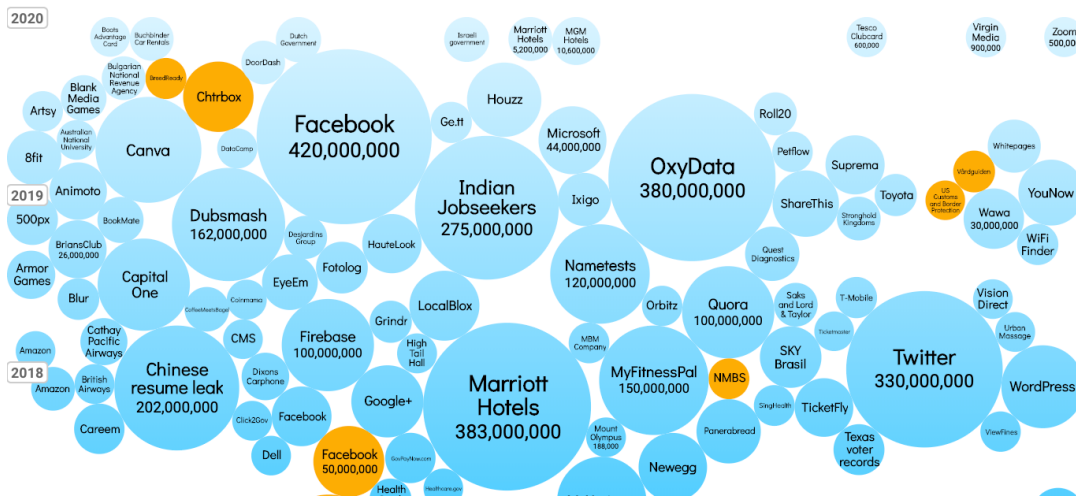 2020
Boots
Advantage
Card
Buchbinder
Car Rentals
Dutch
Government
Israeli
government
Marriott
Hotels
5,200,000
MGM
Hotels
10,600,000
Tesco
Clubcard
600,000
Virgin
Media
900,000
Zoom
500,00
Bulgarian
National
Revenue
Agency
BreedReady
DoorDash
Chtrbox
Blank
Media
Games
Artsy
Houzz
Facebook
420,000,000
Ge.tt
Microsoft
44,000,000
Roll20
Australian
National
University
Canva
DataCamp
8fit
OxyData
380,000,000
Petflow
Suprema
Whitepages
Vårdguiden
2019
Animoto
Indian
Jobseekers
275,000,000
Ixigo
ShareThis
Toyota
US
Customs
and Border
Protection
YouNow
500px
BookMate
Dubsmash
162,000,000
Stronghold
Kingdoms
Wawa
30,000,000
WiFi
Finder
BriansClub
26,000,000
Desjardins
Group
HauteLook
Quest
Diagnostics
Armor
Games
Capital
One
Fotolog
Nametests
120,000,000
EyeEm
Blur
Coinmama
CoffeeMeetsBagel
LocalBlox
Orbitz
Quora
100,000,000
Saks
and Lord
& Taylor
T-Mobile
Vision
Direct
Grindr
Cathay
Pacific
Airways
CMS
Firebase
100,000,000
Ticketmaster
Urban
Massage
MBM
Company
Amazon
High
Tail
Hall
SKY
Brasil
2018
Chinese
resume leak
202,000,000
Dixons
Carphone
MyFitnessPal
150,000,000
NMBS
Twitter
330,000,000
Amazon
British
Airways
Marriott
Hotels
383,000,000
WordPress
Google+
SingHealth
TicketFly
Careem
Click2Gov
Facebook
Mount
Olympus
188,000
Panerabread
ViewFines
Dell
Facebook
50,000,000
GovPayNow.com
Texas
voter
records
Newegg
Health
Healthcare.gov